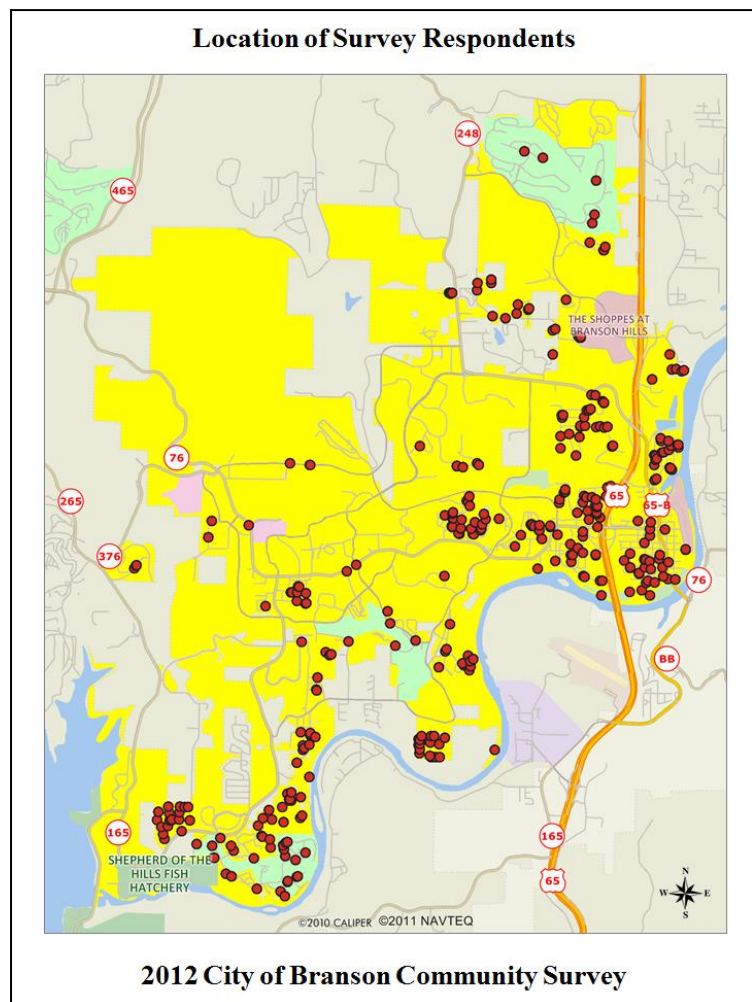 Location of Survey Respondents
248
465
THE SHOPPES AT
BRANSON HILLS
76
265
65
65-B
376
76
BB
165
165
SHEPHERD OF THE
HILLS FISH
HATCHERY
65
N
W E
S
©2010 CALIPER ©2011 NAVTEQ
2012 City of Branson Community Survey